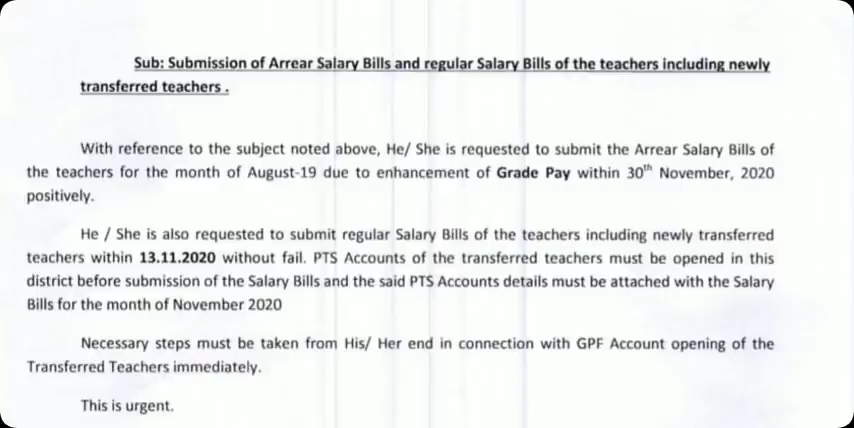 Sub: Submission of Arrear Salary Bills and regular Salary Bills of the teachers including newly
transferred teachers .
With reference to the subject noted above, He/ She is requested to submit the Arrear Salary Bills of
the teachers for the month of August-19 due to enhancement of Grade Pay within 30th November, 2020
positively.
He / She is also requested to submit regular Salary Bills of the teachers including newly transferred
teachers within 13.11.2020 without fail. PTS Accounts of the transferred teachers must be opened in this
district before submission of the Salary Bills and the said PTS Accounts details must be attached with the Salary
Bills for the month of November 2020
Necessary steps must be taken from His/ Her end in connection with GPF Account opening of the
Transferred Teachers immediately.
This is urgent.